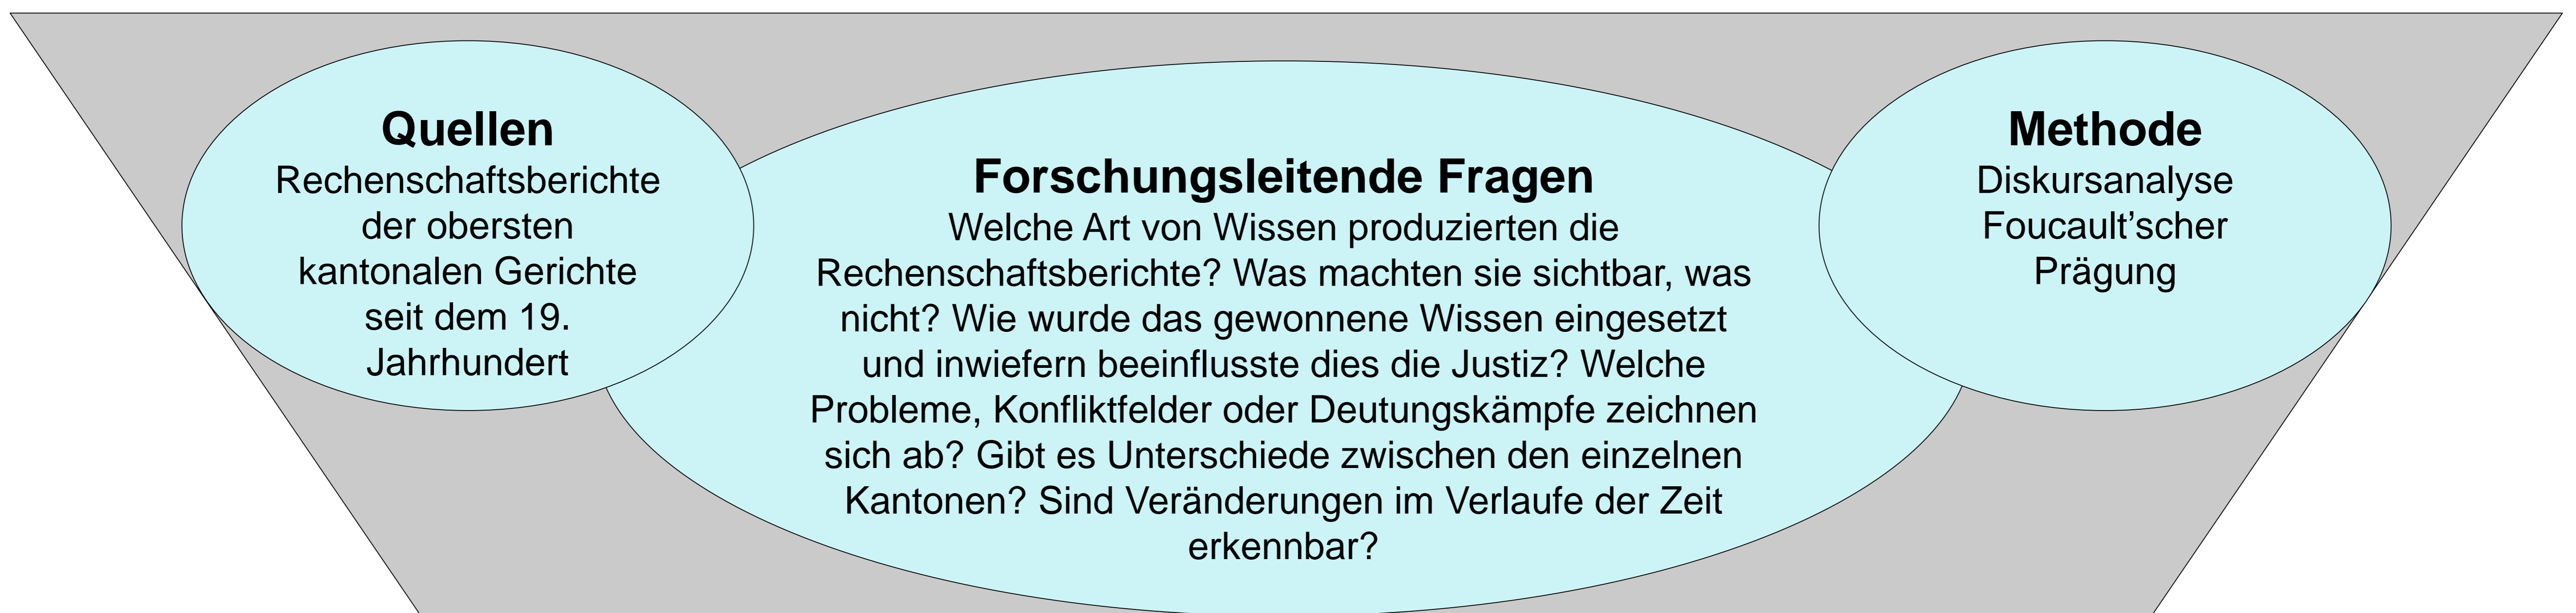 Quellen
Rechenschaftsberichte
der obersten
kantonalen Gerichte
seit dem 19.
Jahrhundert
Forschungsleitende Fragen
Welche Art von Wissen produzierten die
Rechenschaftsberichte? Was machten sie sichtbar, was
nicht? Wie wurde das gewonnene Wissen eingesetzt
und inwiefern beeinflusste dies die Justiz? Welche
Probleme, Konfliktfelder oder Deutungskämpfe zeichnen
sich ab? Gibt es Unterschiede zwischen den einzelnen
Kantonen? Sind Veränderungen im Verlaufe der Zeit
erkennbar?
Methode
Diskursanalyse
Foucault’scher
Prägung